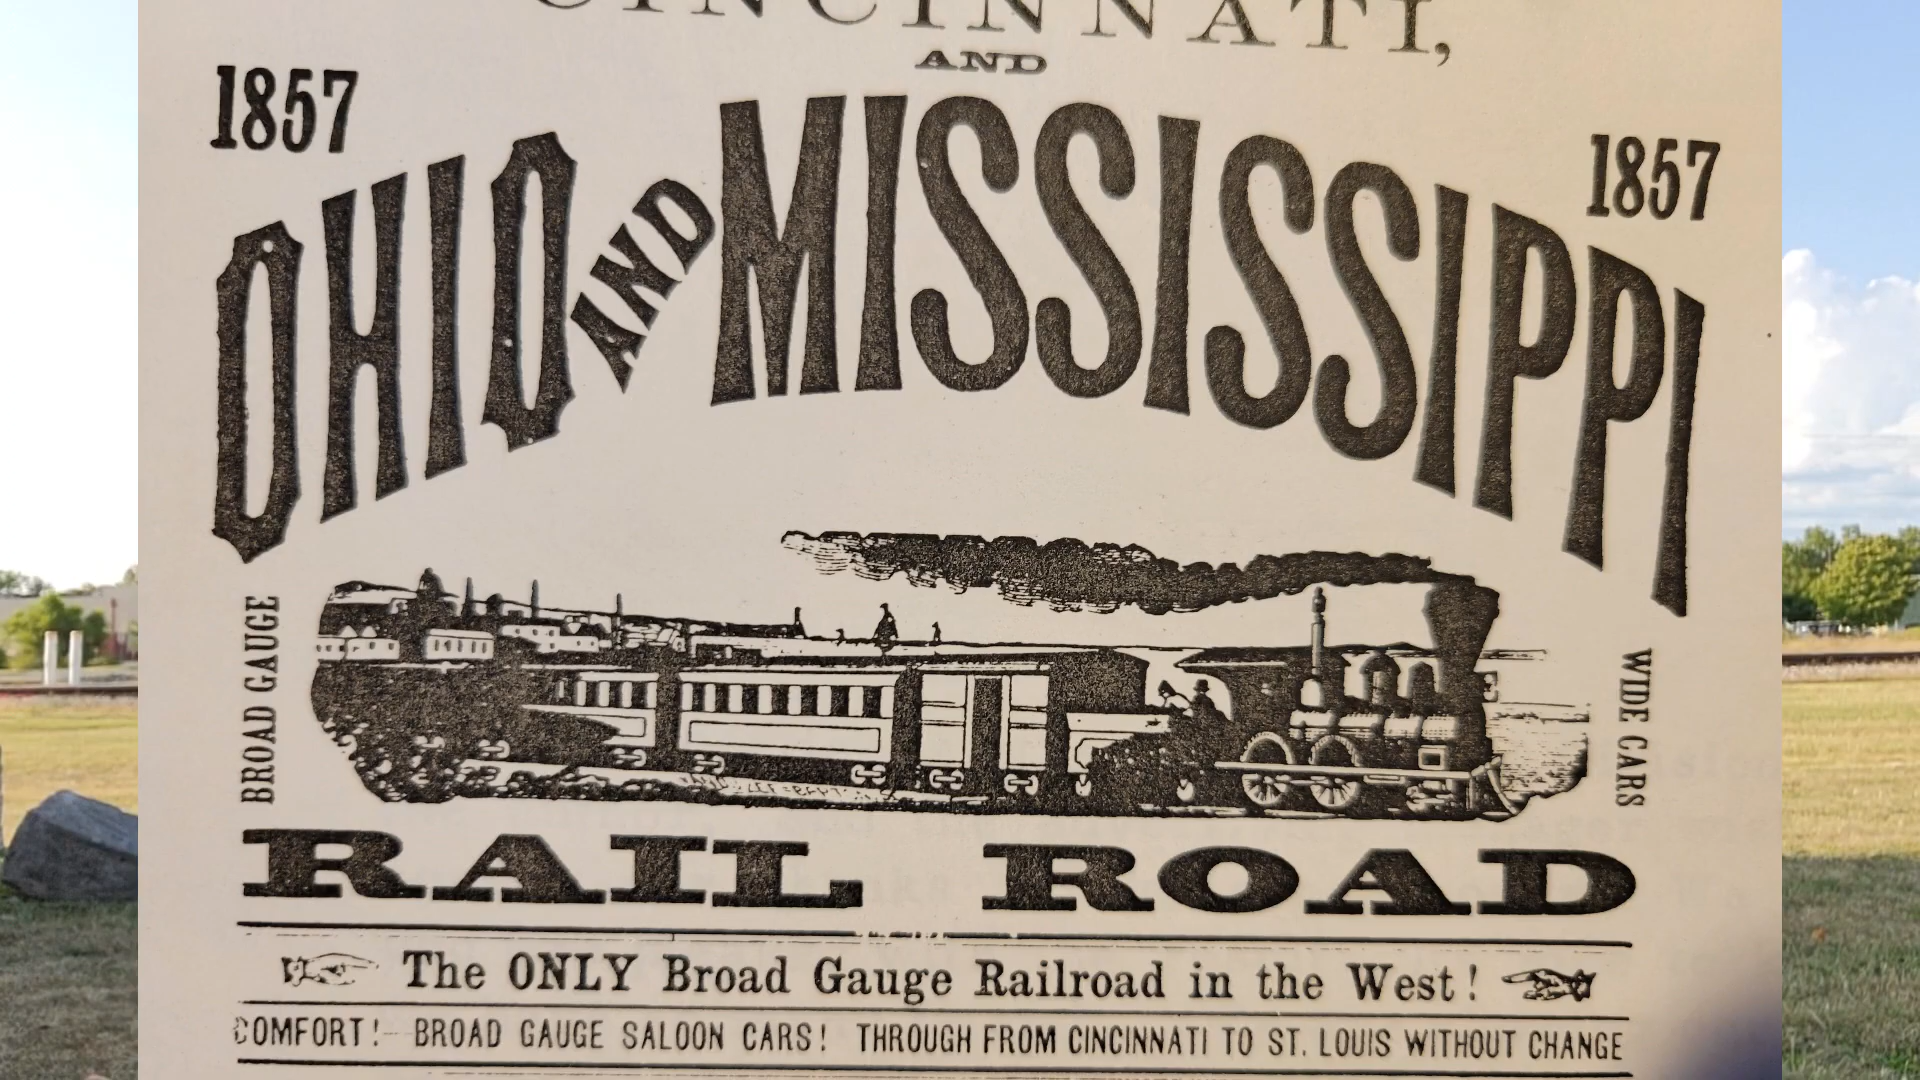 CINCINNATI,
AND
1857
1857
OHIO AND MISSISSIPPI
BROAD GAUGE
WIDE CARS
RAIL ROAD
The ONLY Broad Gauge Railroad in the West!
COMFORT!- BROAD GAUGE SALOON CARS! THROUGH FROM CINCINNATI TO ST. LOUIS WITHOUT CHANGE